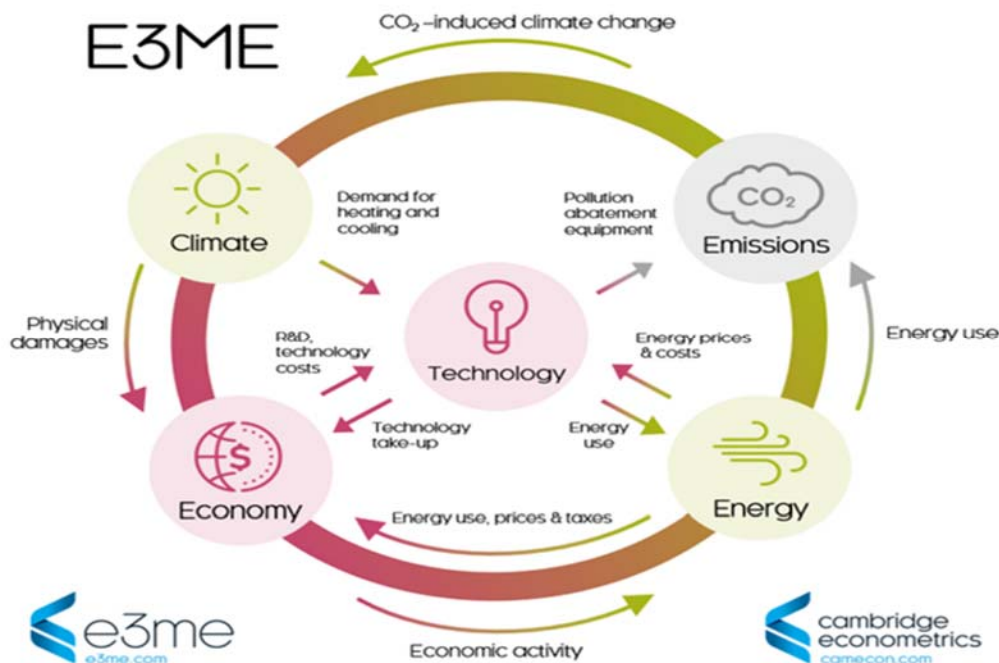 E3ME
CO₂-induced climate change
Climate
Demand for
heating and
cooling
Pollution
abatement
equipment
CO₂
Emissions
Physical
damages
R&D,
technology
costs
Technology
Energy prices
& costs
Energy use
Technology
take-up
Energy
use
$
Economy
Energy
Energy use, prices & taxes
Economic activity
e3me
e3me.com
cambridge
econometrics
camecon.com